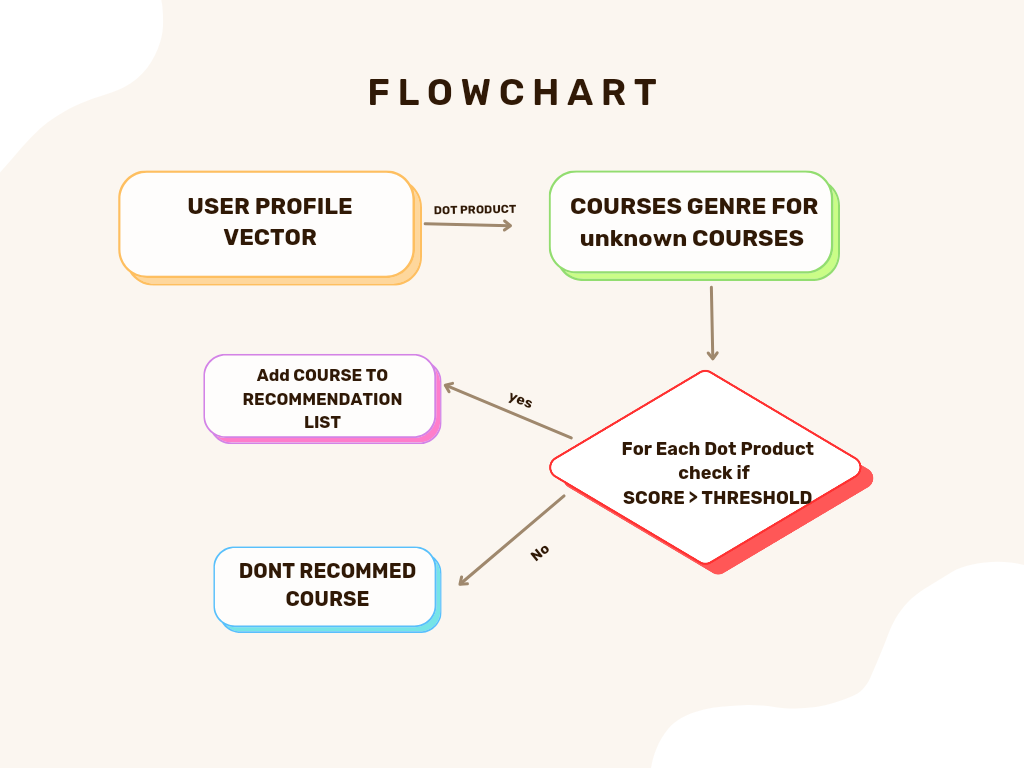 FLOWCHART
USER PROFILE
VECTOR
DOT PRODUCT
COURSES GENRE FOR
unknown COURSES
Add COURSE TO
RECOMMENDATION
LIST
yes
For Each Dot Product
check if
SCORE > THRESHOLD
No
DONT RECOMMED
COURSE